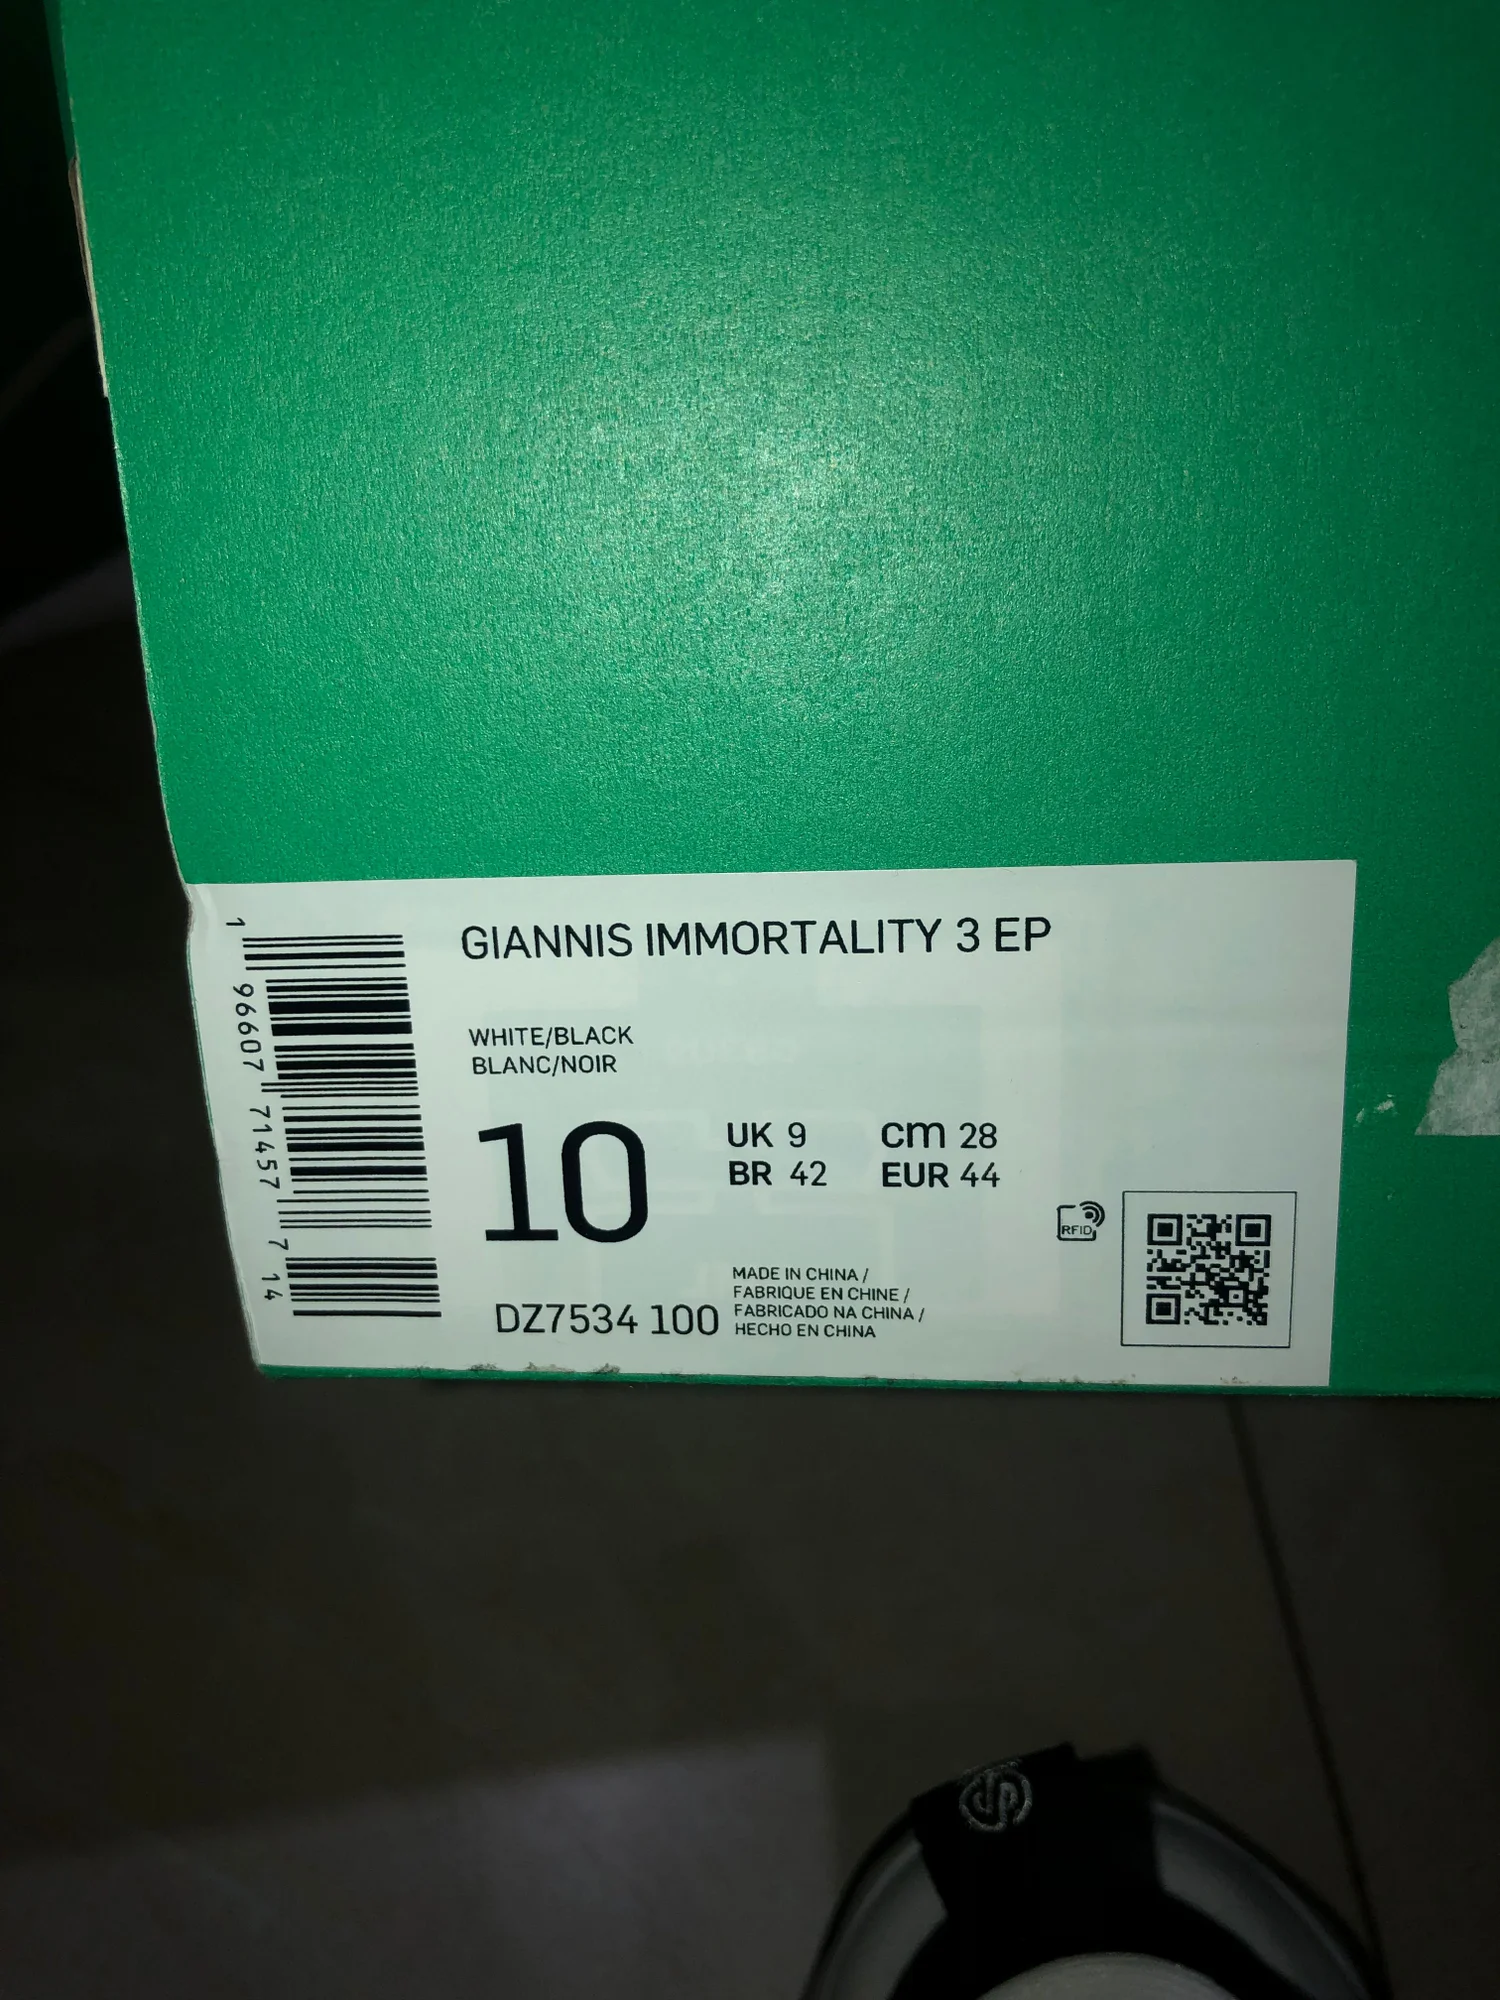 GIANNIS IMMORTALITY 3 EP
WHITE/BLACK
BLANC/NOIR
10
UK 9
cm 28
BR 42
EUR 44
RFID
MADE IN CHINA /
FABRIQUE EN CHINE /
FABRICADO NA CHINA /
HECHO EN CHINA
DZ7534 100
1 96607 71457 7 14